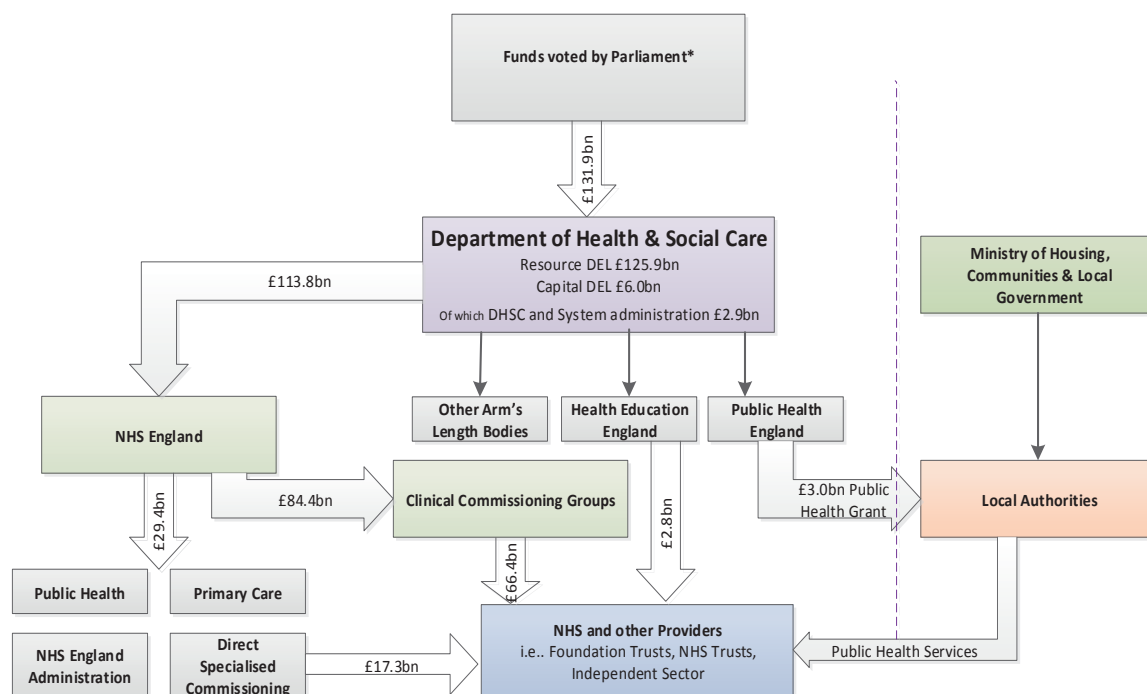 Funds voted by Parliament*
£131.9bn
Department of Health & Social Care
Resource DEL £125.9bn
Capital DEL £6.0bn
Of which DHSC and System administration £2.9bn
£113.8bn
Ministry of Housing,
Communities & Local
Government
NHS England
Other Arm's
Length Bodies
Health Education
England
Public Health
England
£84.4bn
Clinical Commissioning Groups
£3.0bn Public
Health Grant
Local Authorities
£29.4bn
£66.4bn
£2.8bn
Public Health
Primary Care
NHS England
Administration
Direct
Specialised
Commissioning
£17.3bn
NHS and other Providers
i.e.. Foundation Trusts, NHS Trusts,
Independent Sector
Public Health Services